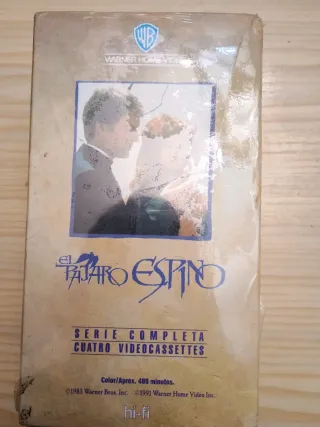 WB
WARNER HOME VIDEO
El
PÁJARO ESPINO
SERIE COMPLETA
CUATRO VIDEOCASSETTES
Color/Aprox. 469 minutos.
©1983 Warner Bros. Inc. ©1991 Warner Home Video Inc.
hi-fi